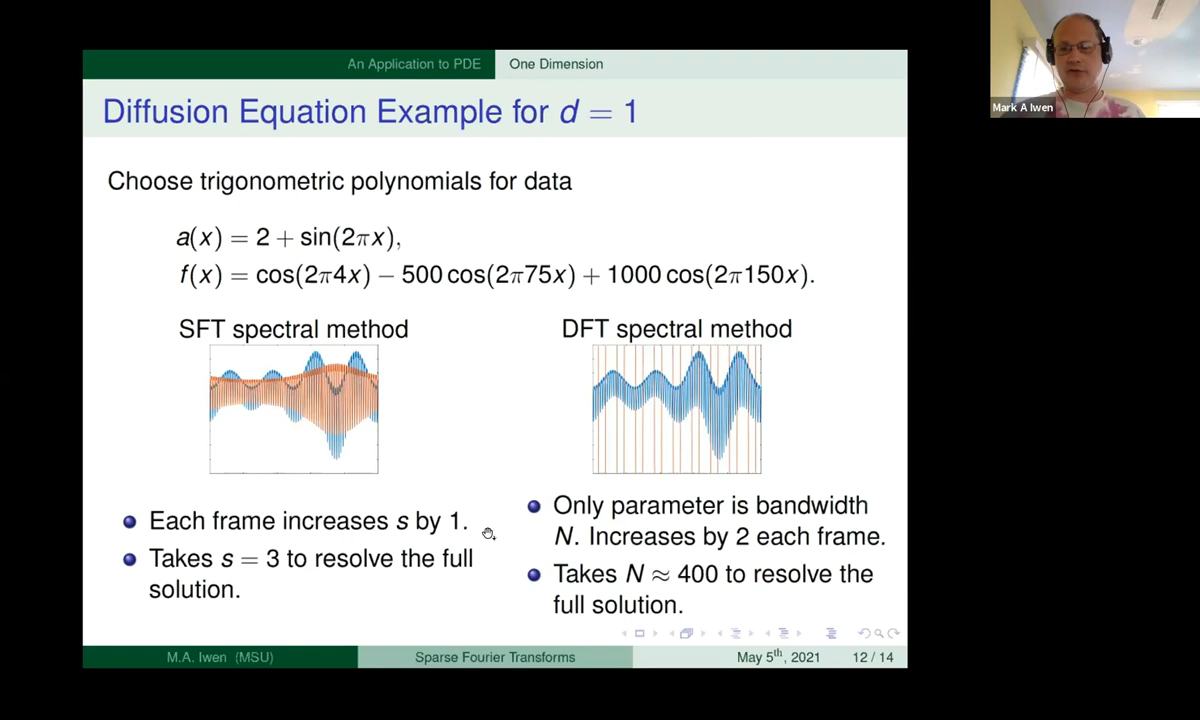 An Application to PDE One Dimension
Diffusion Equation Example for d = 1
Mark A Iwen
Choose trigonometric polynomials for data
a(x) = 2 + sin(2πx),
f(x) = cos(2π4x) − 500 cos(2π75x) + 1000 cos(2π150x).
SFT spectral method
DFT spectral method
Each frame increases s by 1.
Takes s = 3 to resolve the full
solution.
Only parameter is bandwidth
N. Increases by 2 each frame.
Takes N ≈ 400 to resolve the
full solution.
M.A. Iwen (MSU) Sparse Fourier Transforms May 5th, 2021 12 / 14